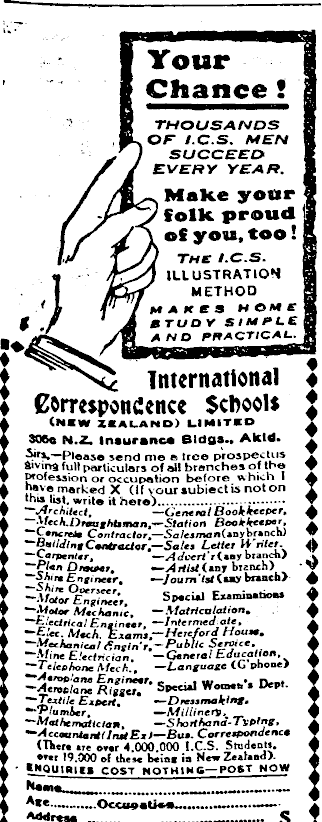 Your
Chance!
THOUSANDS
OF I.C.S. MEN
SUCCEED
EVERY YEAR.
Make your
folk proud
of you, too!
THE I.C.S.
ILLUSTRATION
METHOD
MAKES HOME
STUDY SIMPLE
AND PRACTICAL.
International
Correspondence Schools
(NEW ZEALAND) LIMITED
306c N.Z. Insurance Bldgs., Akld.
Sirs,—Please send me a free prospectus
giving full particulars of all branches of the
profession or occupation before which I
have marked X (If your subject is not on
this list, write it here)..................
—Architect, —General Bookkeeper,
—Mech. Draughtsman, —Station Bookkeeper,
—Concrete Contractor, —Salesman (any branch)
—Building Contractor, —Sales Letter Writer.
—Carpenter, —Advert'r (any branch)
—Plan Drawer, —Artist (any branch)
—Shire Engineer, —Journ'ist (any branch)
—Shire Overseer,
—Motor Engineer, Special Examinations
—Motor Mechanic, —Matriculation,
—Electrical Engineer, —Intermediate,
—Elec. Mech. Exams, —Hereford House,
—Mechanical Engin'r, —Public Service,
—Mine Electrician, —General Education,
—Telephone Mech., —Language (G'phone)
—Aeroplane Engineer,
—Aeroplane Rigger, Special Women's Dept.
—Textile Expert, —Dressmaking,
—Plumber, —Millinery,
—Mathematician, —Shorthand-Typing,
—Accountant (Inst Ex) —Bus. Correspondence
(There are over 4,000,000 I.C.S. Students,
over 19,000 of these being in New Zealand).
ENQUIRIES COST NOTHING—POST NOW
Name..................
Age...........Occupation..................
Address .................. S